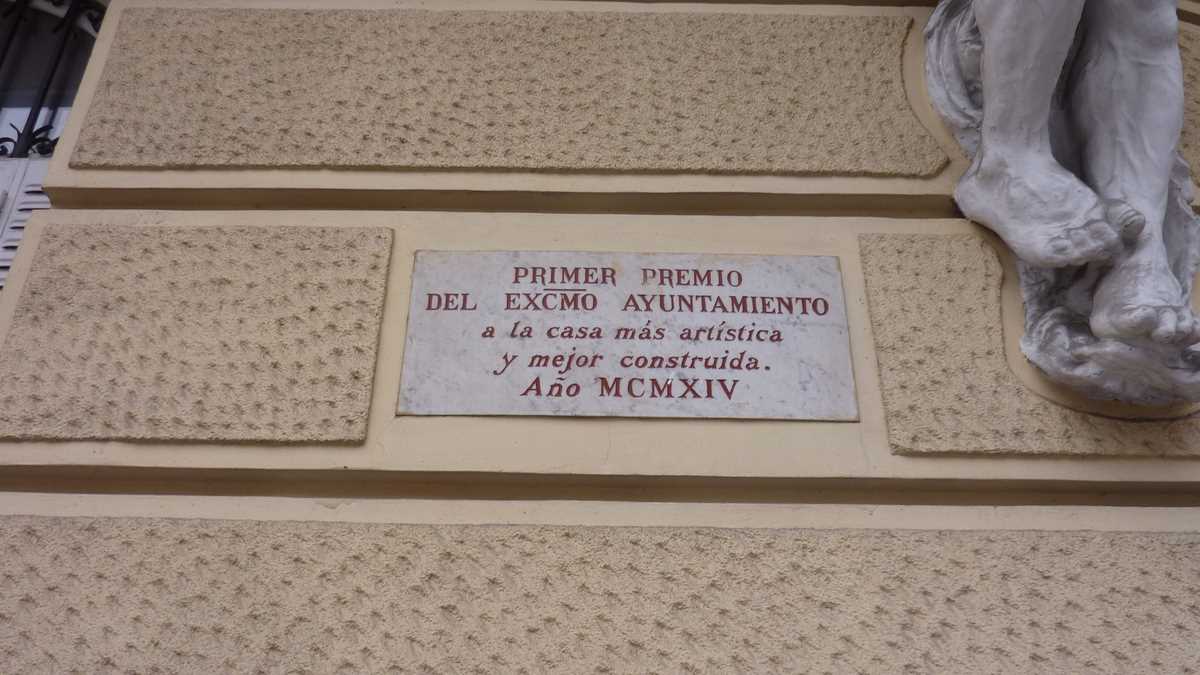 PRIMER PREMIO
DEL EXCMO AYUNTAMIENTO
a la casa más artística
y mejor construida.
Año MCMXIV